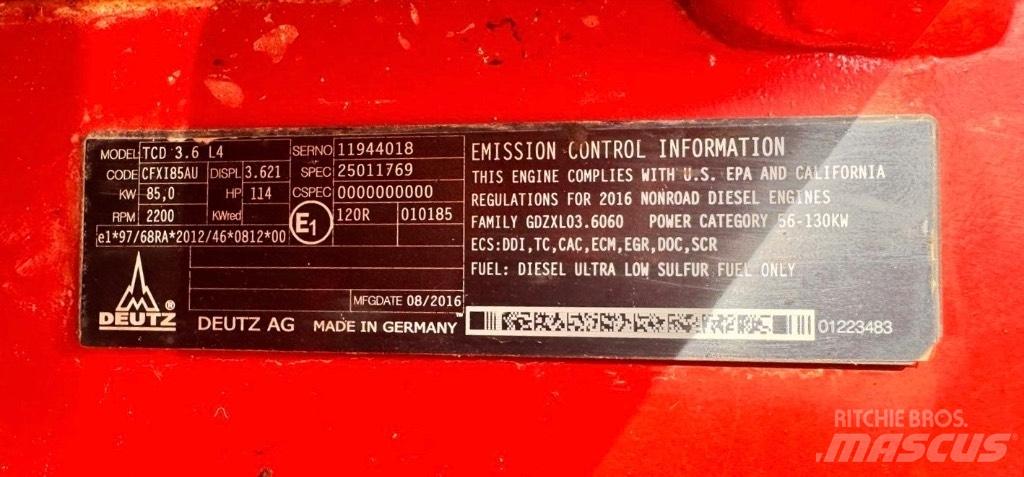 MODEL TCD 3.6 L4 SERNO 11944018
CODE CFXI85AU DISPL 3.621 SPEC 25011769
KW 85,0 HP 114 CSPEC 0000000000
RPM 2200 KWred E1 120R 010185
e1*97/68RA*2012/46*0812*00
MFGDATE 08/2016
DEUTZ®
DEUTZ AG MADE IN GERMANY
EMISSION CONTROL INFORMATION
THIS ENGINE COMPLIES WITH U.S. EPA AND CALIFORNIA
REGULATIONS FOR 2016 NONROAD DIESEL ENGINES
FAMILY GDZXL03.6060 POWER CATEGORY 56-130KW
ECS:DDI,TC,CAC,ECM,EGR,DOC,SCR
FUEL: DIESEL ULTRA LOW SULFUR FUEL ONLY
™
01223483
RITCHIE BROS.
MASCUS